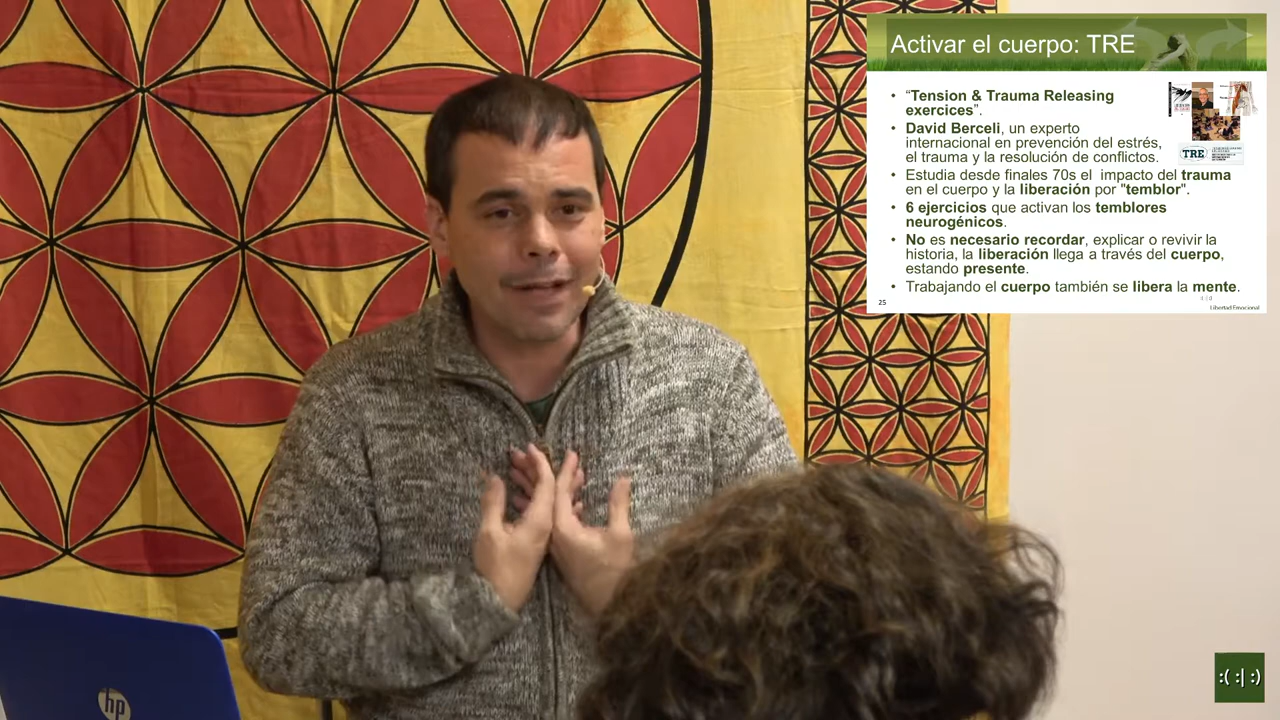 Activar el cuerpo: TRE
• “Tension & Trauma Releasing
exercices”.
• David Berceli, un experto
internacional en prevención del estrés,
el trauma y la resolución de conflictos.
• Estudia desde finales 70s el impacto del trauma
en el cuerpo y la liberación por "temblor".
• 6 ejercicios que activan los temblores
neurogénicos.
• No es necesario recordar, explicar o revivir la
historia, la liberación llega a través del cuerpo,
estando presente.
• Trabajando el cuerpo también se libera la mente.
TRE
25
Libertad Emocional
hp
:( :| :)